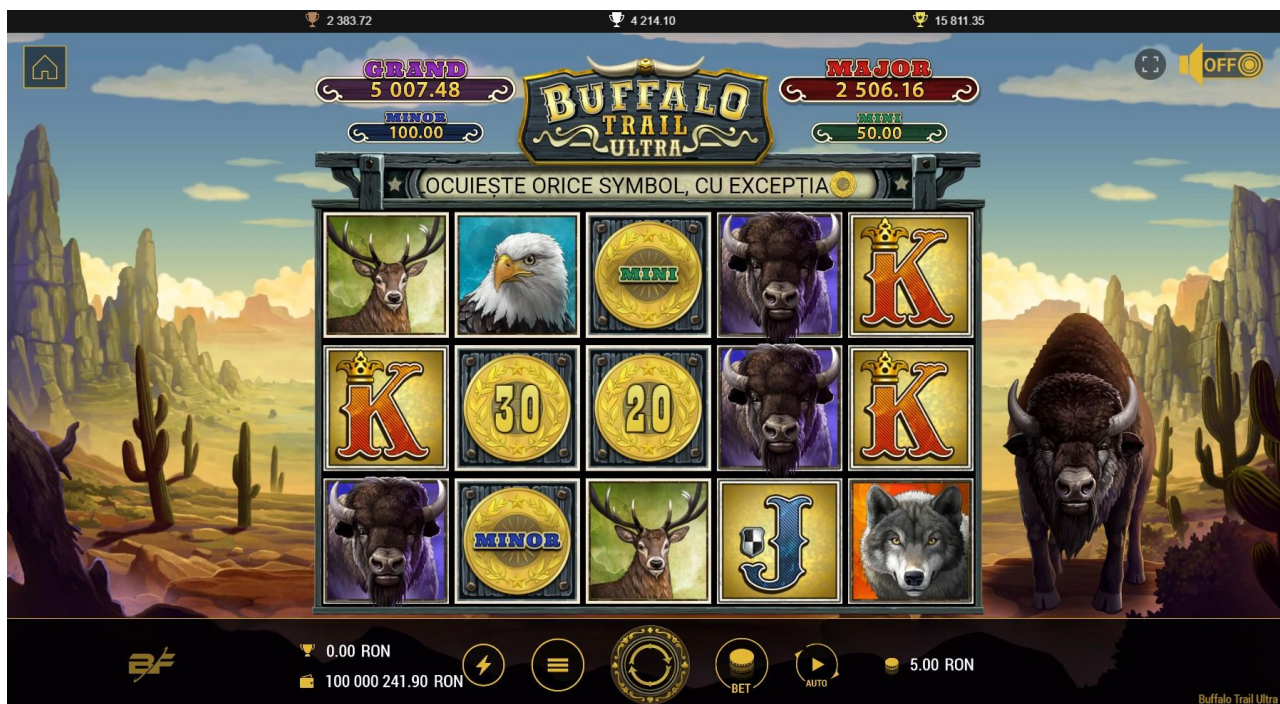 2 383.72
4 214.10
15 811.35
GRAND
5 007.48
MINOR
100.00
BUFFALO
TRAIL
ULTRA
MAJOR
2 506.16
MINI
50.00
OFF
OCUIEȘTE ORICE SYMBOL, CU EXCEPȚIA
MINI
K
K
30
20
K
MINOR
J
BF
0.00 RON
100 000 241.90 RON
BET
AUTO
5.00 RON
Buffalo Trail Ultra